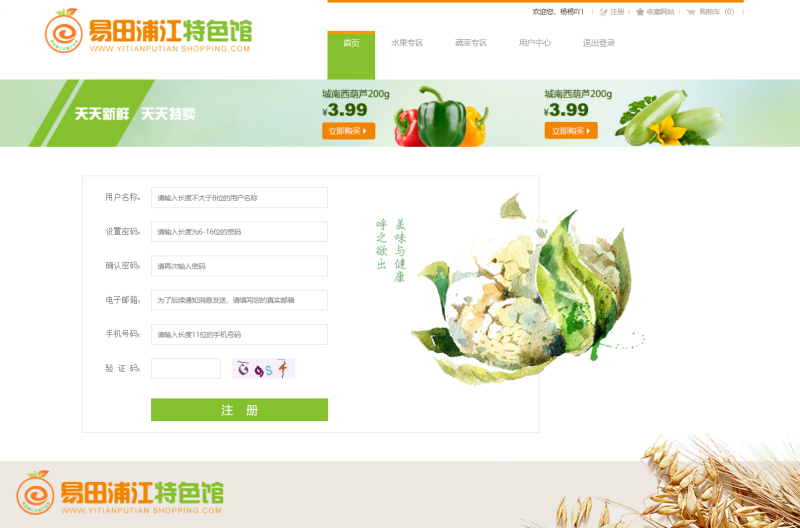 易田浦江特色馆
WWW.YITIANPUTIAN·SHOPPING.COM
欢迎您，杨杨吖！ | 注册 | 收藏网站 | 购物车（0） |
首页 水果专区 蔬菜专区 用户中心 退出登录
天天新鲜 天天特卖
城南西葫芦200g
¥3.99
立即购买
城南西葫芦200g
¥3.99
立即购买
用户名称： 请输入长度不大于8位的用户名称
设置密码： 请输入长度为6-16位的密码
确认密码： 请再次输入密码
电子邮箱： 为了后续通知消息发送，请填写您的真实邮箱
手机号码： 请输入长度11位的手机号码
验 证 码：
注 册
美味与健康
呼之欲出
易田浦江特色馆
WWW.YITIANPUTIAN·SHOPPING.COM